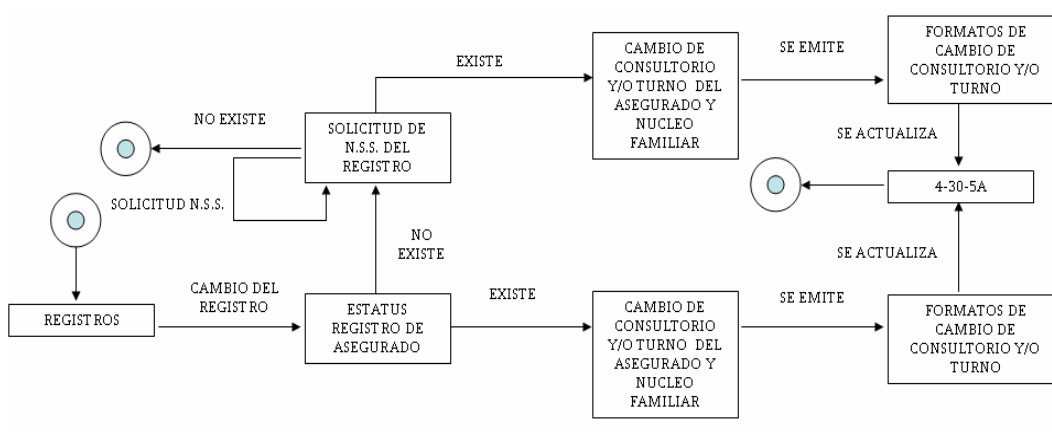 FORMATOS DE
CAMBIO DE
CONSULTORIO Y/O
TURNO
SE EMITE
CAMBIO DE
CONSULTORIO
Y/O TURNO DEL
ASEGURADO Y
NUCLEO
FAMILIAR
EXISTE
NO EXISTE
SOLICITUD DE
N.S.S. DEL
REGISTRO
SE ACTUALIZA
4-30-5A
SOLICITUD N.S.S.
NO
EXISTE
SE ACTUALIZA
CAMBIO DEL
REGISTRO
REGISTROS
ESTATUS
REGISTRO DE
ASEGURADO
EXISTE
CAMBIO DE
CONSULTORIO
Y/O TURNO DEL
ASEGURADO Y
NUCLEO
FAMILIAR
SE EMITE
FORMATOS DE
CAMBIO DE
CONSULTORIO Y/O
TURNO